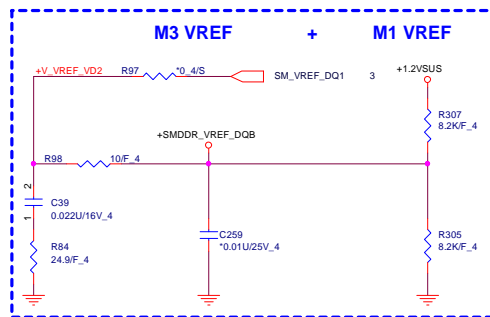 M3 VREF + M1 VREF
+V_VREF_VD2 R97 *0_4/S SM_VREF_DQ1 3 +1.2VSUS
R307
8.2K/F_4
+SMDDR_VREF_DQB
R98 10/F_4
2
C39
0.022U/16V_4
1
C259
*0.01U/25V_4
R305
8.2K/F_4
R84
24.9/F_4